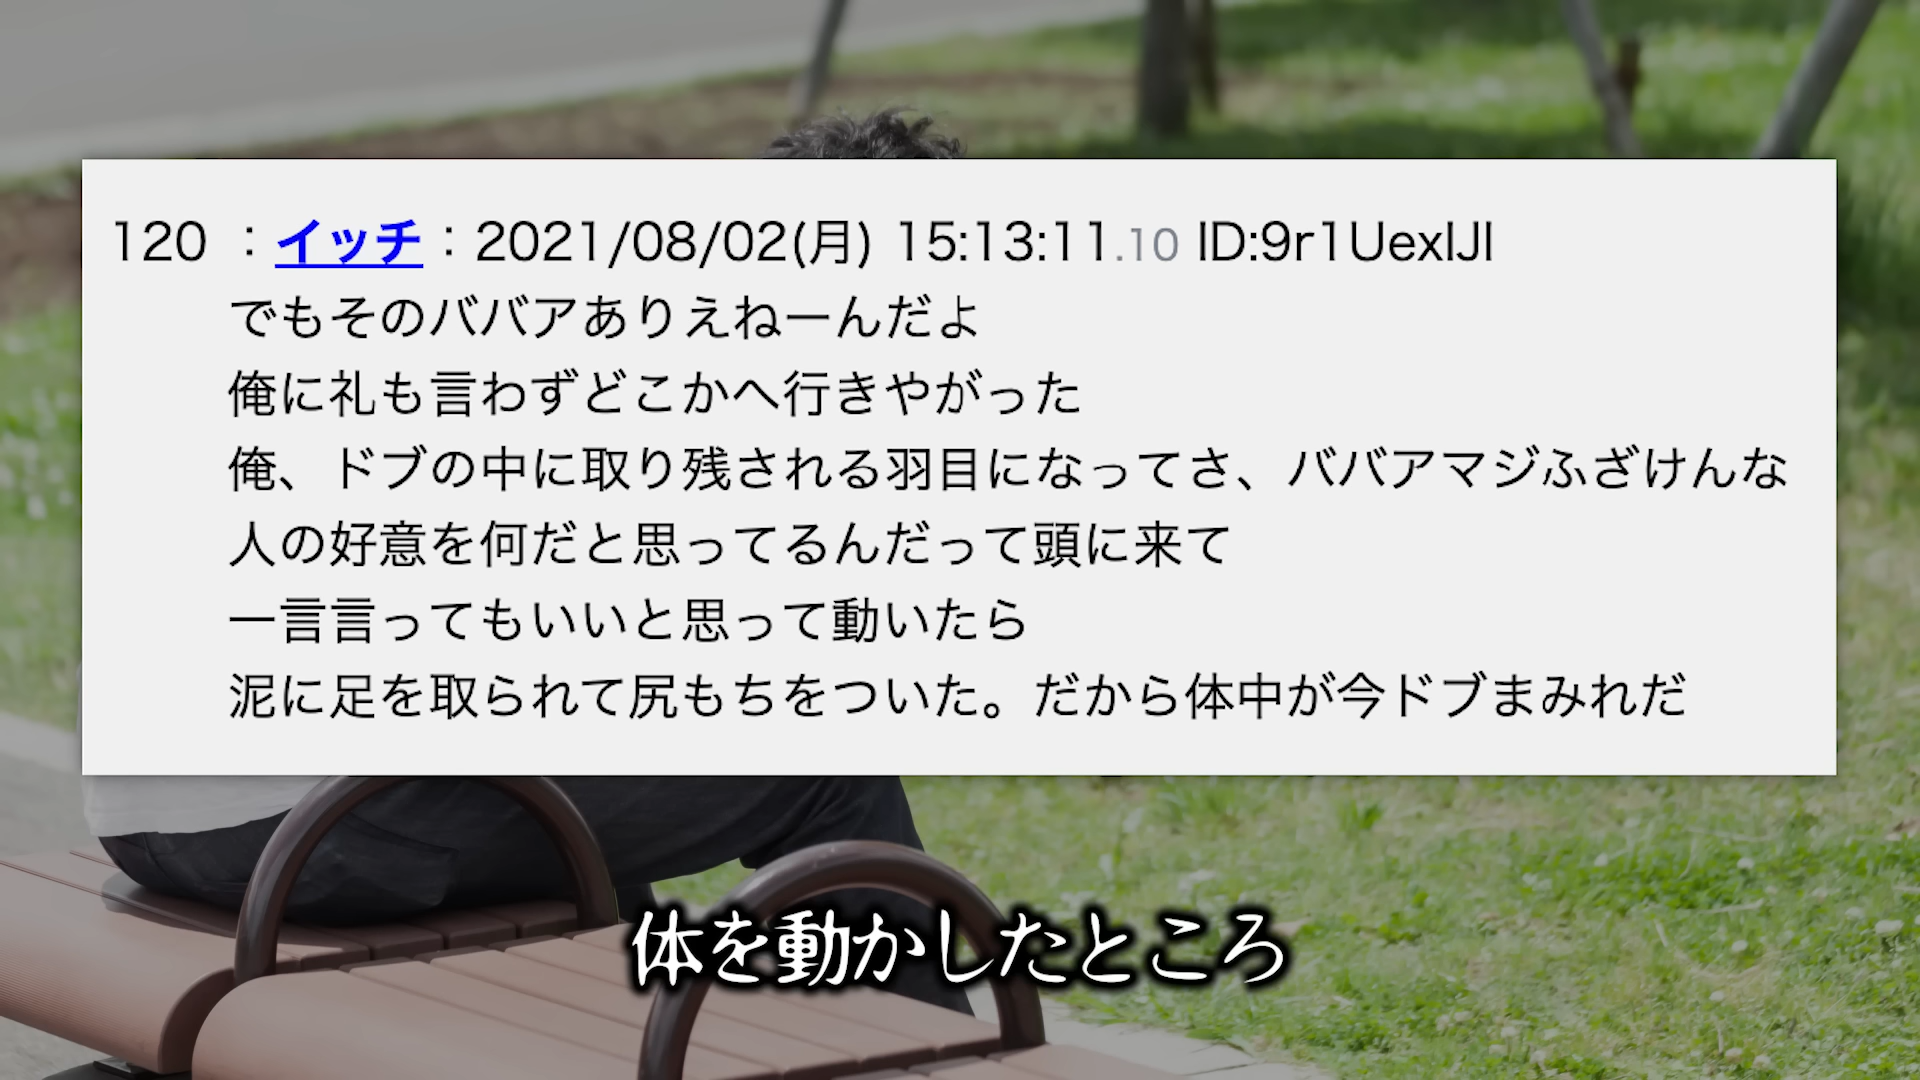 120 ：イッチ：2021/08/02(月) 15:13:11.10 ID:9r1UexIJI
でもそのババアありえねーんだよ
俺に礼も言わずどこかへ行きやがった
俺、ドブの中に取り残される羽目になってさ、ババアマジふざけんな
人の好意を何だと思ってるんだって頭に来て
一言言ってもいいと思って動いたら
泥に足を取られて尻もちをついた。だから体中が今ドブまみれだ
体を動かしたところ